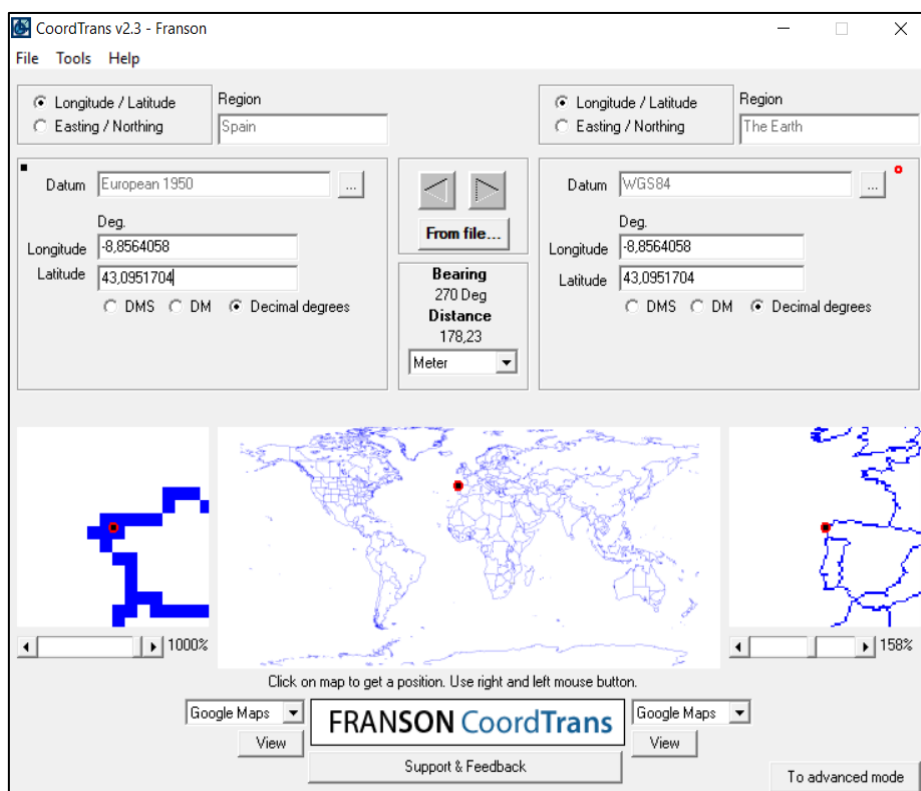 CoordTrans v2.3 - Franson
File Tools Help
Longitude / Latitude
Easting / Northing
Region
Spain
Longitude / Latitude
Easting / Northing
Region
The Earth
Datum European 1950 ...
Deg.
Longitude -8,8564058
Latitude 43,0951704
DMS DM Decimal degrees
From file...
Bearing
270 Deg
Distance
178,23
Meter
Datum WGS84 ...
Deg.
Longitude -8,8564058
Latitude 43,0951704
DMS DM Decimal degrees
1000%
158%
Click on map to get a position. Use right and left mouse button.
Google Maps
View
FRANSON CoordTrans
Google Maps
View
Support & Feedback
To advanced mode